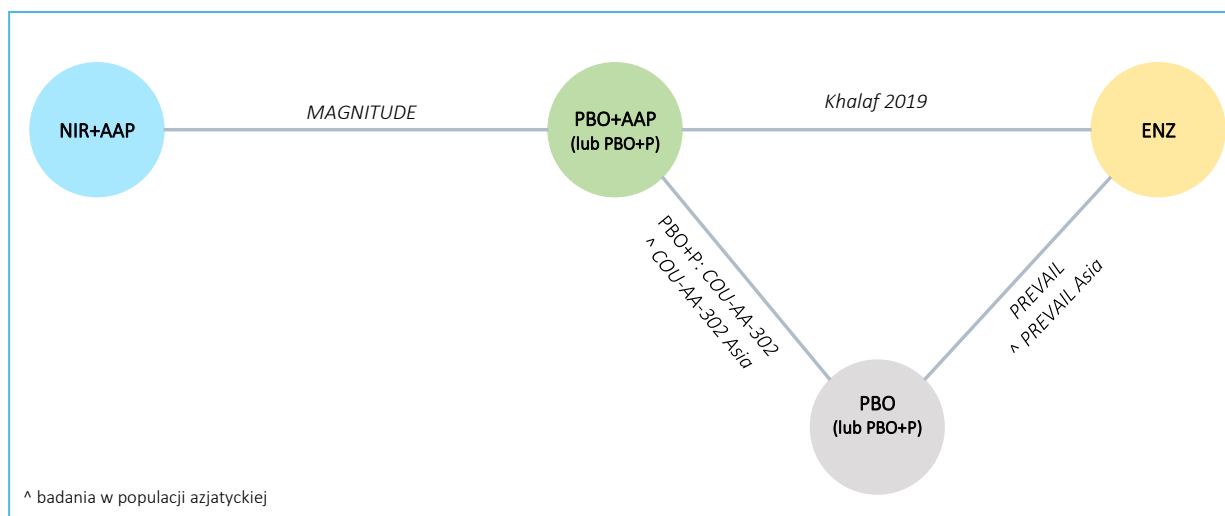 MAGNITUDE
Khalaf 2019
NIR+AAP
PBO+AAP
(lub PBO+P)
ENZ
PBO+P: COU-AA-302
^ COU-AA-302 Asia
PREVAIL
^ PREVAIL Asia
PBO
(lub PBO+P)
^ badania w populacji azjatyckiej